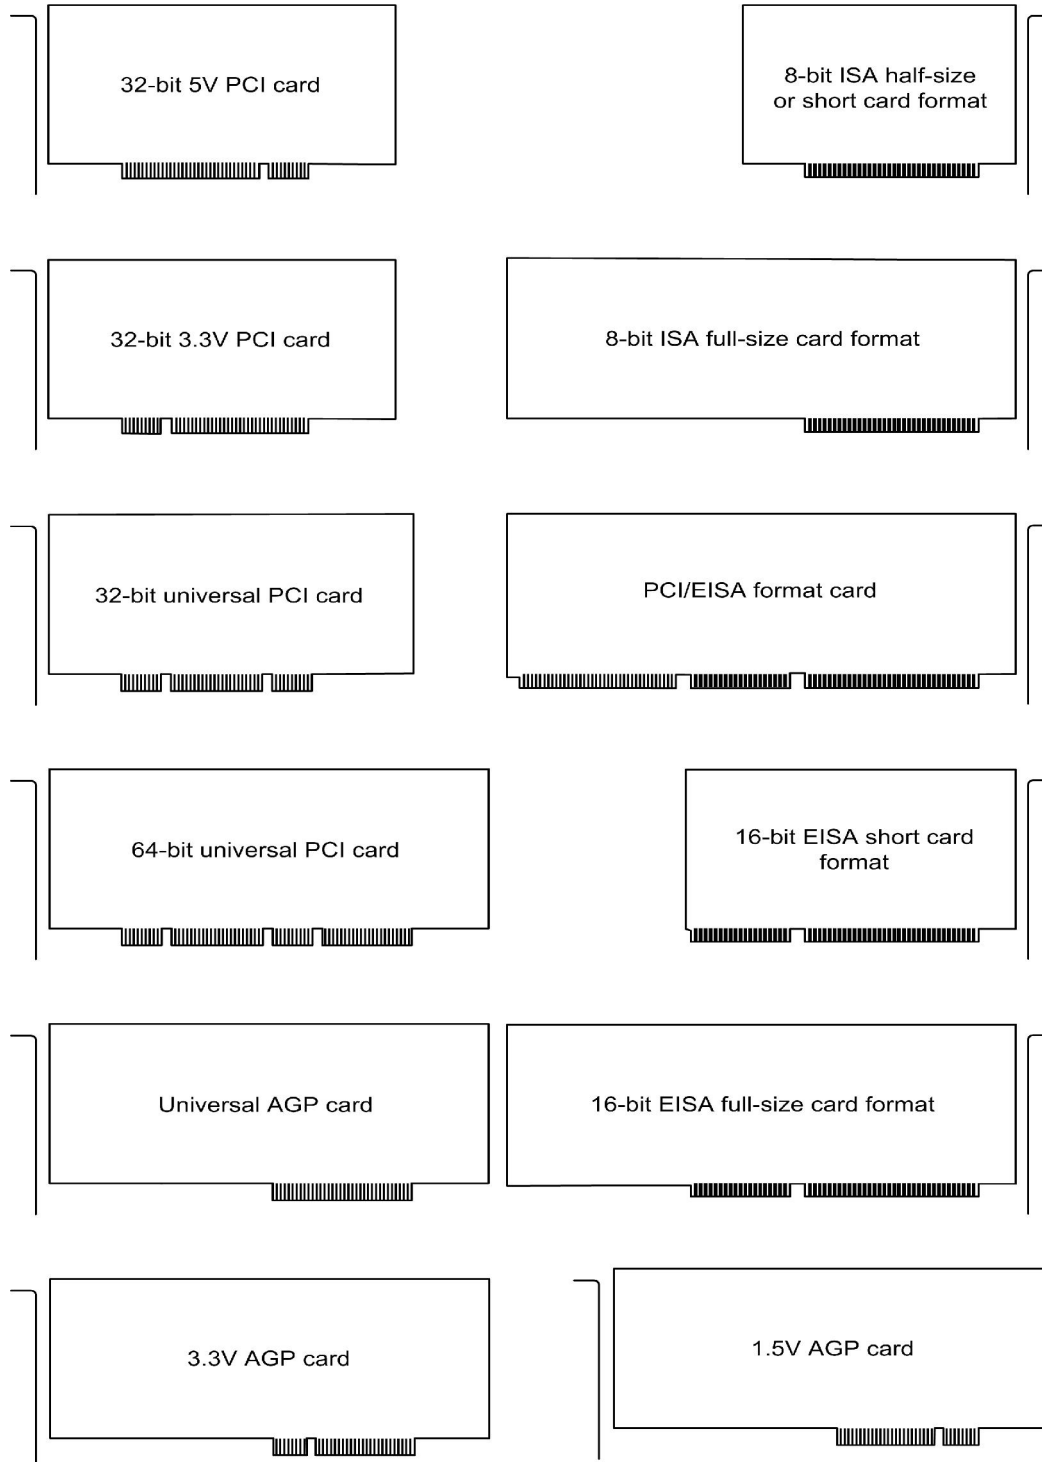 32-bit 5V PCI card
8-bit ISA half-size
or short card format
32-bit 3.3V PCI card
8-bit ISA full-size card format
32-bit universal PCI card
PCI/EISA format card
64-bit universal PCI card
16-bit EISA short card
format
Universal AGP card
16-bit EISA full-size card format
3.3V AGP card
1.5V AGP card